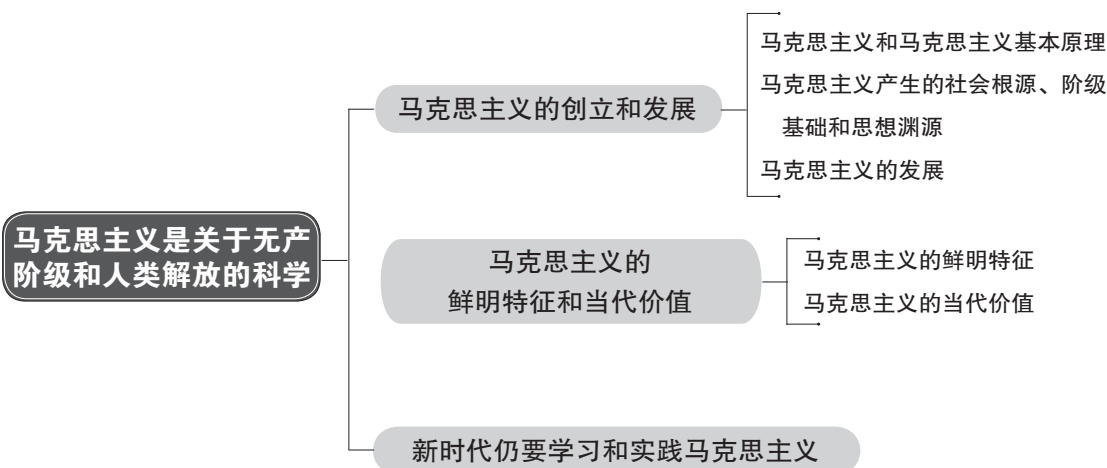 马克思主义是关于无产
阶级和人类解放的科学
马克思主义的创立和发展
马克思主义和马克思主义基本原理
马克思主义产生的社会根源、阶级
基础和思想渊源
马克思主义的发展
马克思主义的
鲜明特征和当代价值
马克思主义的鲜明特征
马克思主义的当代价值
新时代仍要学习和实践马克思主义